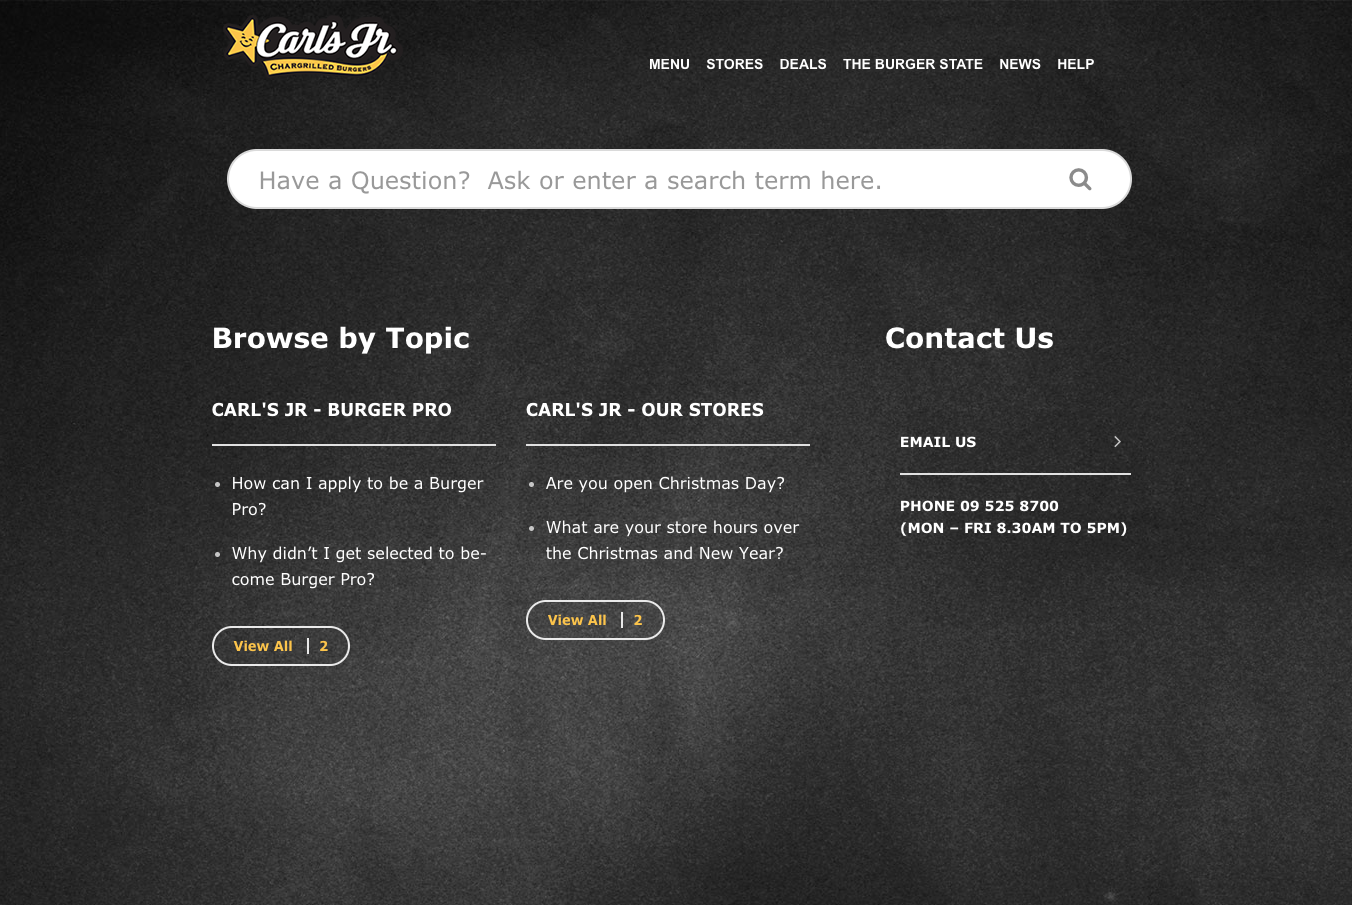 Carl's Jr.
CHARGRILLED BURGERS
MENU STORES DEALS THE BURGER STATE NEWS HELP
Have a Question? Ask or enter a search term here.
Browse by Topic
CARL'S JR - BURGER PRO
How can I apply to be a Burger
Pro?
Why didn’t I get selected to be-
come Burger Pro?
View All | 2
CARL'S JR - OUR STORES
Are you open Christmas Day?
What are your store hours over
the Christmas and New Year?
View All | 2
Contact Us
EMAIL US
PHONE 09 525 8700
(MON – FRI 8.30AM TO 5PM)